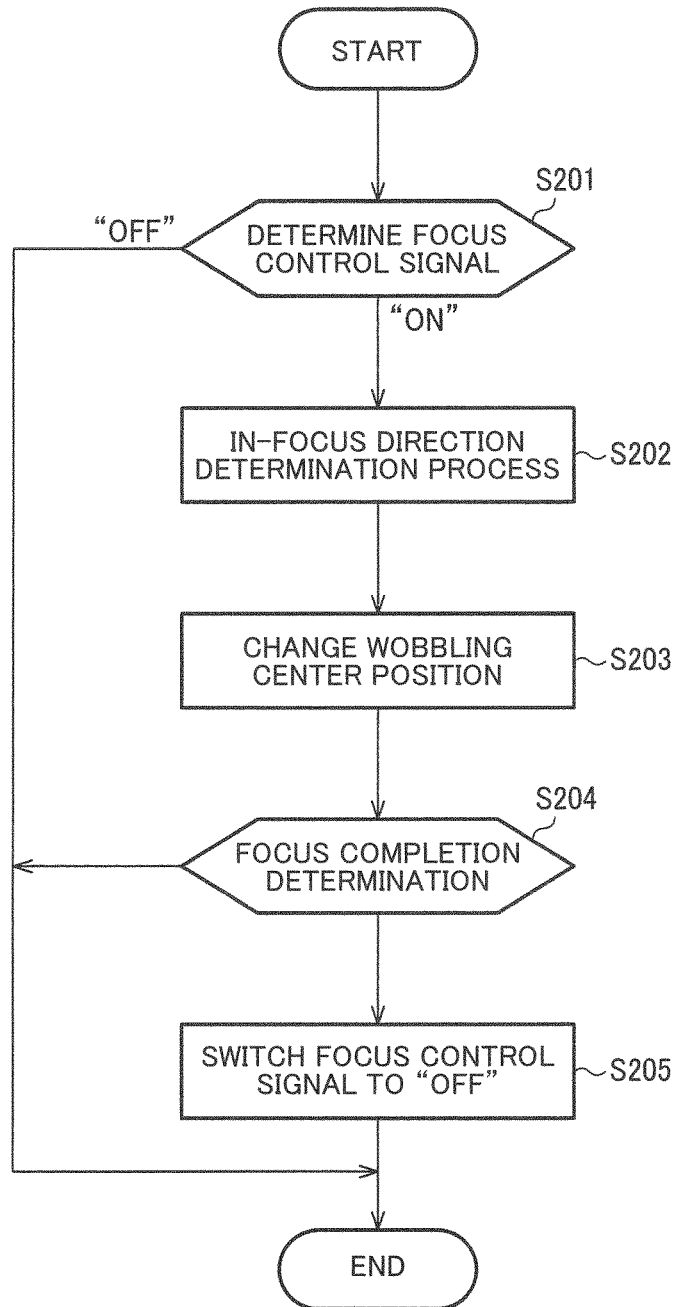 START
S201
“OFF”
DETERMINE FOCUS
CONTROL SIGNAL
“ON”
IN-FOCUS DIRECTION
DETERMINATION PROCESS
S202
CHANGE WOBBLING
CENTER POSITION
S203
S204
FOCUS COMPLETION
DETERMINATION
SWITCH FOCUS CONTROL
SIGNAL TO “OFF”
S205
END